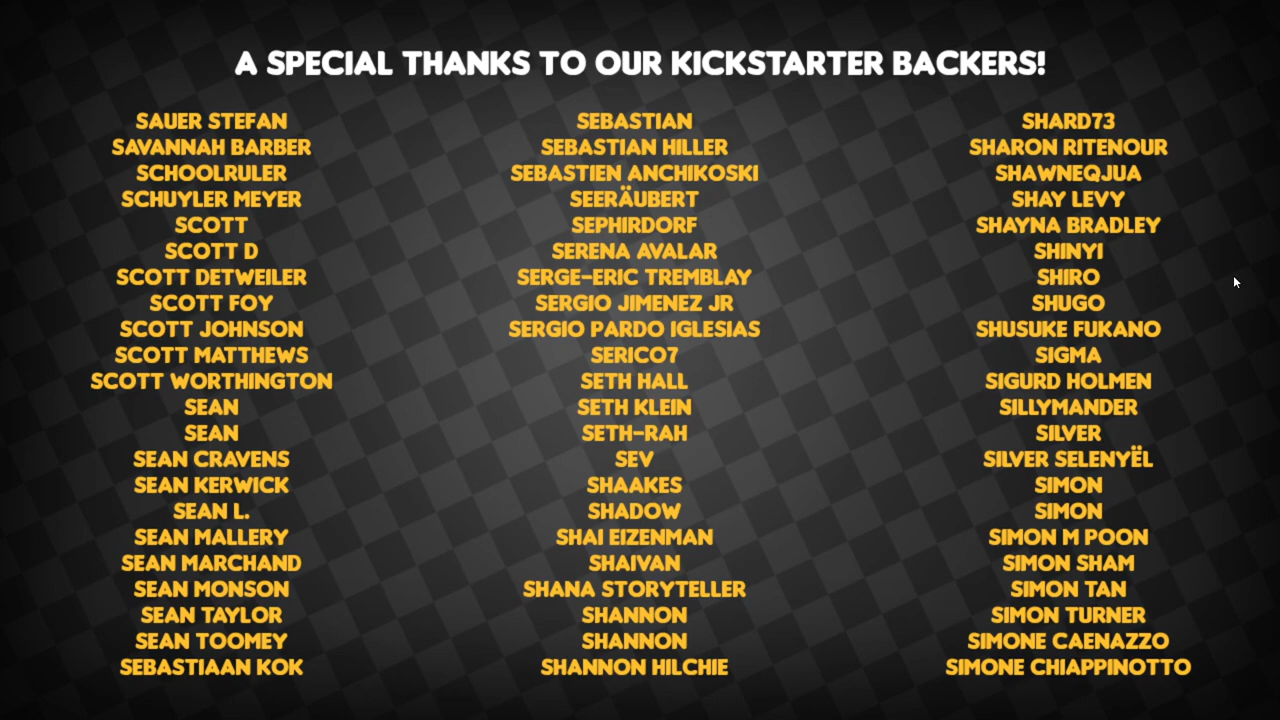 A SPECIAL THANKS TO OUR KICKSTARTER BACKERS!
SAUER STEFAN
SAVANNAH BARBER
SCHOOLRULER
SCHUYLER MEYER
SCOTT
SCOTT D
SCOTT DETWEILER
SCOTT FOY
SCOTT JOHNSON
SCOTT MATTHEWS
SCOTT WORTHINGTON
SEAN
SEAN
SEAN CRAVENS
SEAN KERWICK
SEAN L.
SEAN MALLERY
SEAN MARCHAND
SEAN MONSON
SEAN TAYLOR
SEAN TOOMEY
SEBASTIAAN KOK
SEBASTIAN
SEBASTIAN HILLER
SEBASTIEN ANCHIKOSKI
SEERÄUBERT
SEPHIRDORF
SERENA AVALAR
SERGE-ERIC TREMBLAY
SERGIO JIMENEZ JR
SERGIO PARDO IGLESIAS
SERICO7
SETH HALL
SETH KLEIN
SETH-RAH
SEV
SHAAKES
SHADOW
SHAI EIZENMAN
SHAIVAN
SHANA STORYTELLER
SHANNON
SHANNON
SHANNON HILCHIE
SHARD73
SHARON RITENOUR
SHAWNEQJUA
SHAY LEVY
SHAYNA BRADLEY
SHINY1
SHIRO
SHUGO
SHUSUKE FUKANO
SIGMA
SIGURD HOLMEN
SILLYMANDER
SILVER
SILVER SELENYËL
SIMON
SIMON
SIMON M POON
SIMON SHAM
SIMON TAN
SIMON TURNER
SIMONE CAENAZZO
SIMONE CHIAPPINOTTO